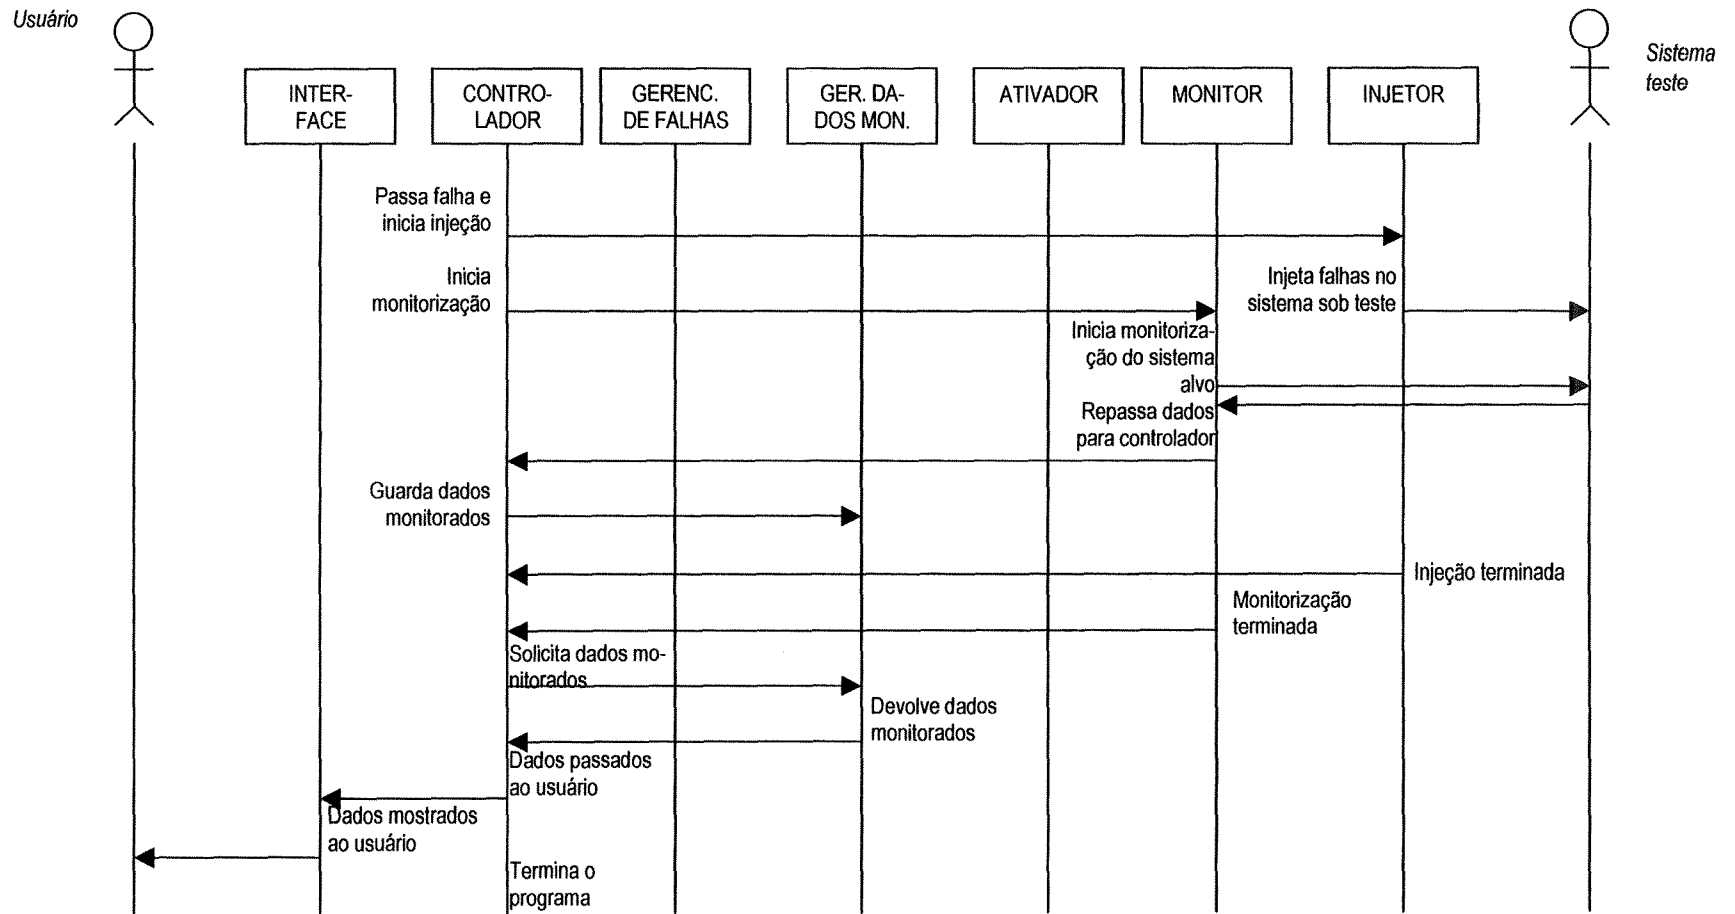 Usuário
Sistema
teste
INTER-
FACE
CONTRO-
LADOR
GERENC.
DE FALHAS
GER. DA-
DOS MON.
ATIVADOR
MONITOR
INJETOR
Passa falha e
inicia injeção
Inicia
monitorização
Injeta falhas no
sistema sob teste
Inicia monitoriza-
ção do sistema
alvo
Repassa dados
para controlador
Guarda dados
monitorados
Injeção terminada
Monitorização
terminada
Solicita dados mo-
nitorados
Devolve dados
monitorados
Dados passados
ao usuário
Dados mostrados
ao usuário
Termina o
programa